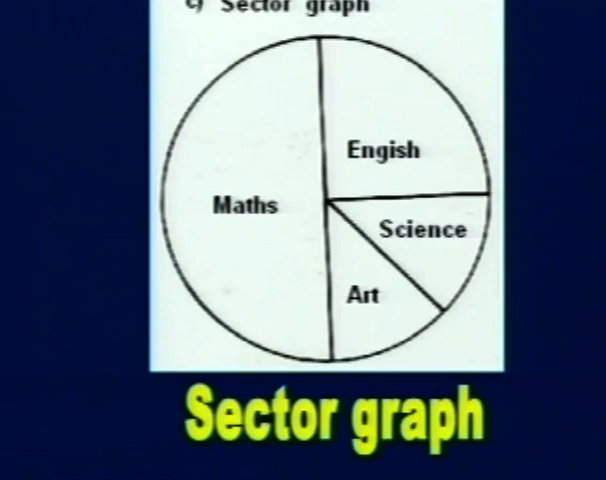 c) Sector graph
Engish
Maths
Science
Art
Sector graph